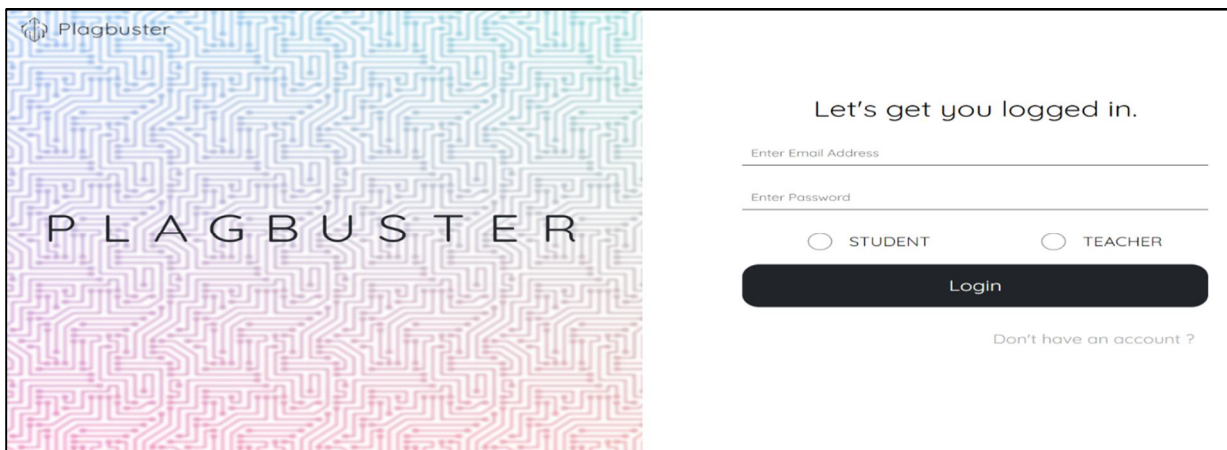 Plagbuster
PLAGBUSTER
Let's get you logged in.
Enter Email Address
Enter Password
STUDENT TEACHER
Login
Don't have an account ?